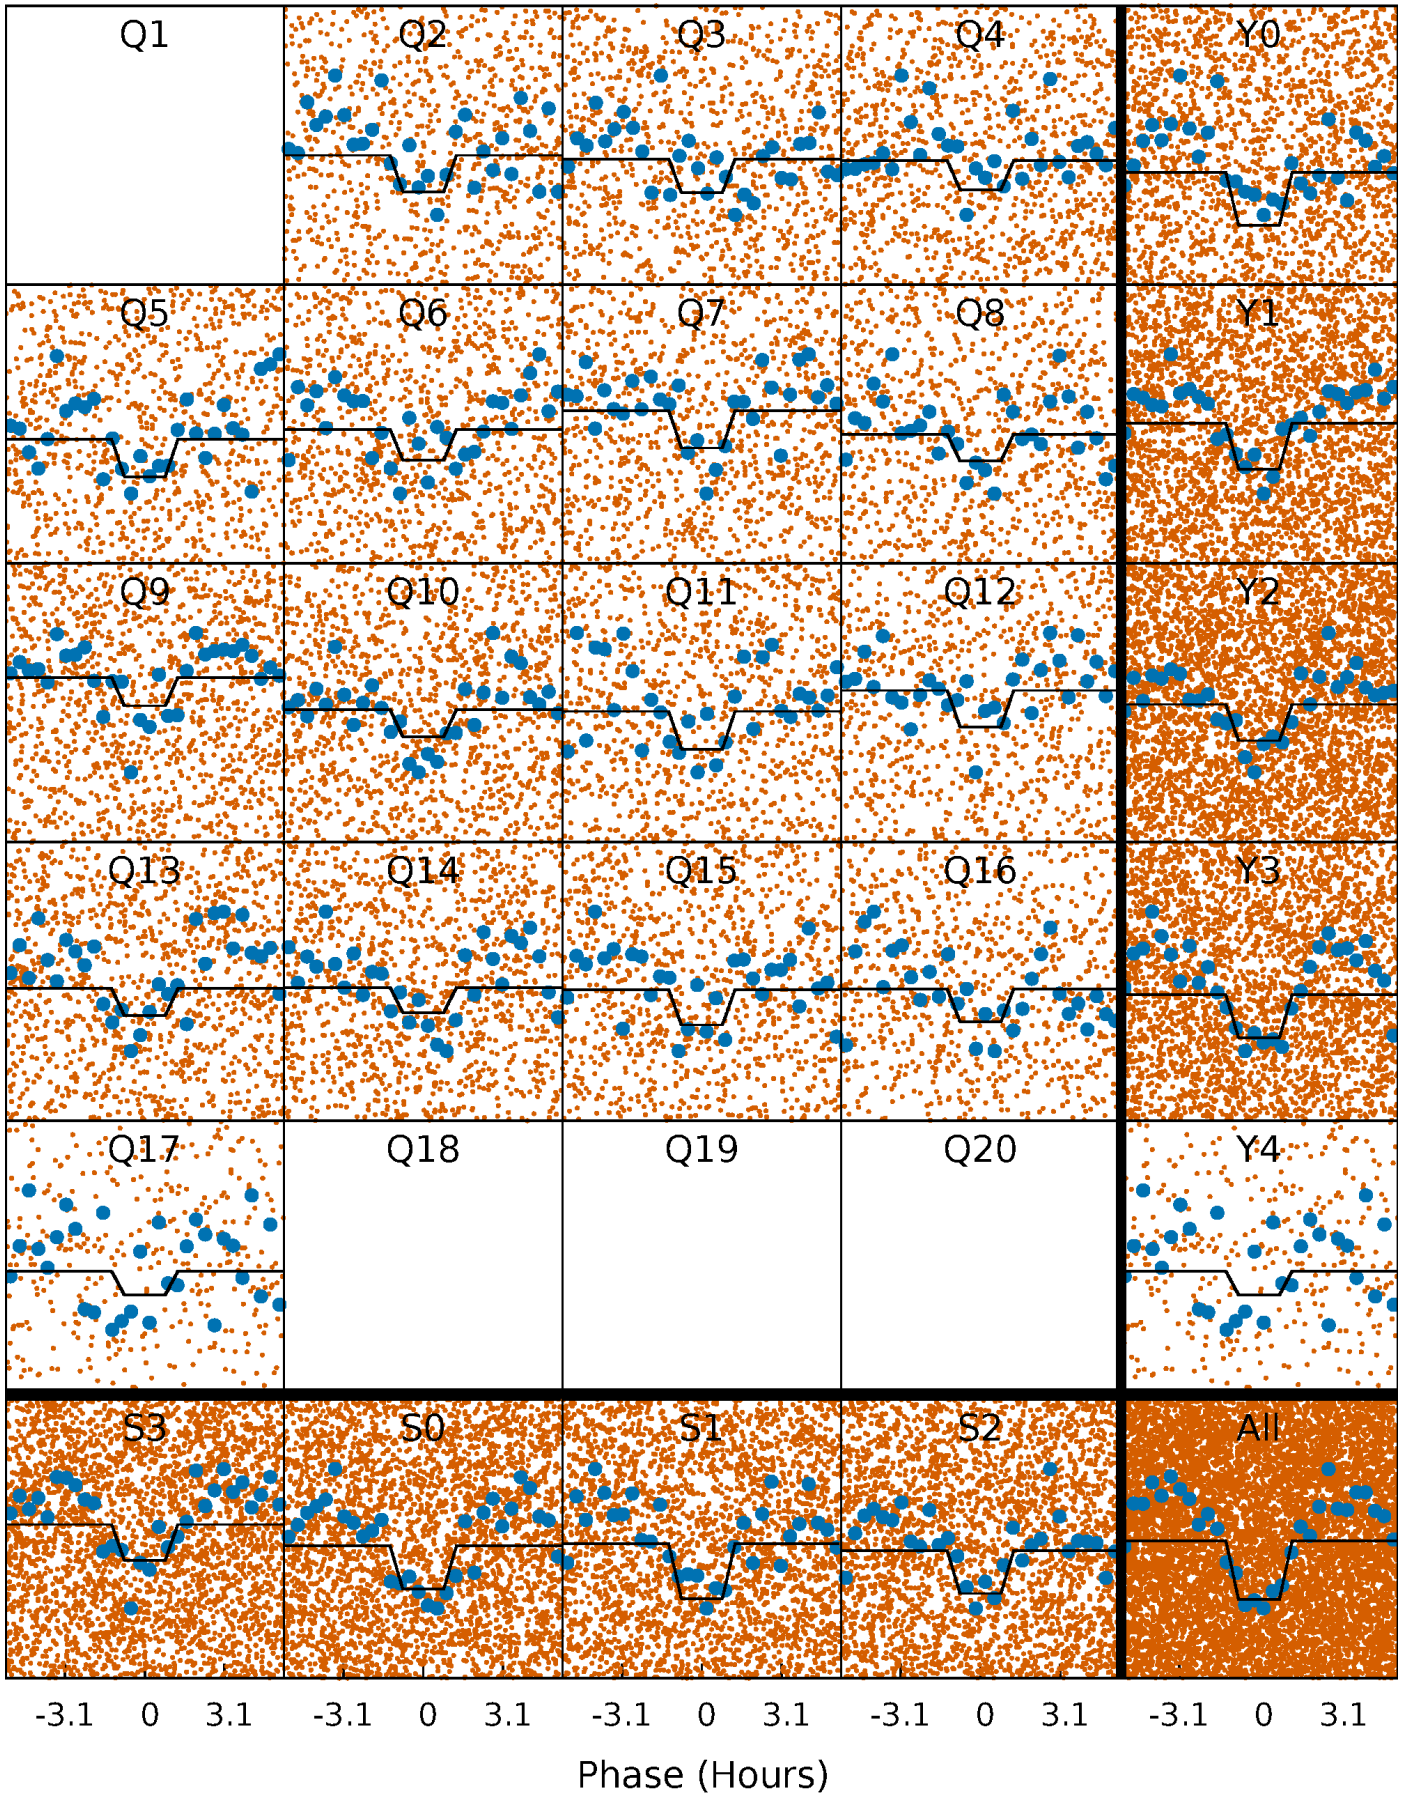 Q1 Q2 Q3 Q4 Y0
Q5 Q6 Q7 Q8 Y1
Q9 Q10 Q11 Q12 Y2
Q13 Q14 Q15 Q16 Y3
Q17 Q18 Q19 Q20 Y4
S3 S0 S1 S2 All
-3.1 0 3.1 -3.1 0 3.1 -3.1 0 3.1 -3.1 0 3.1 -3.1 0 3.1
Phase (Hours)